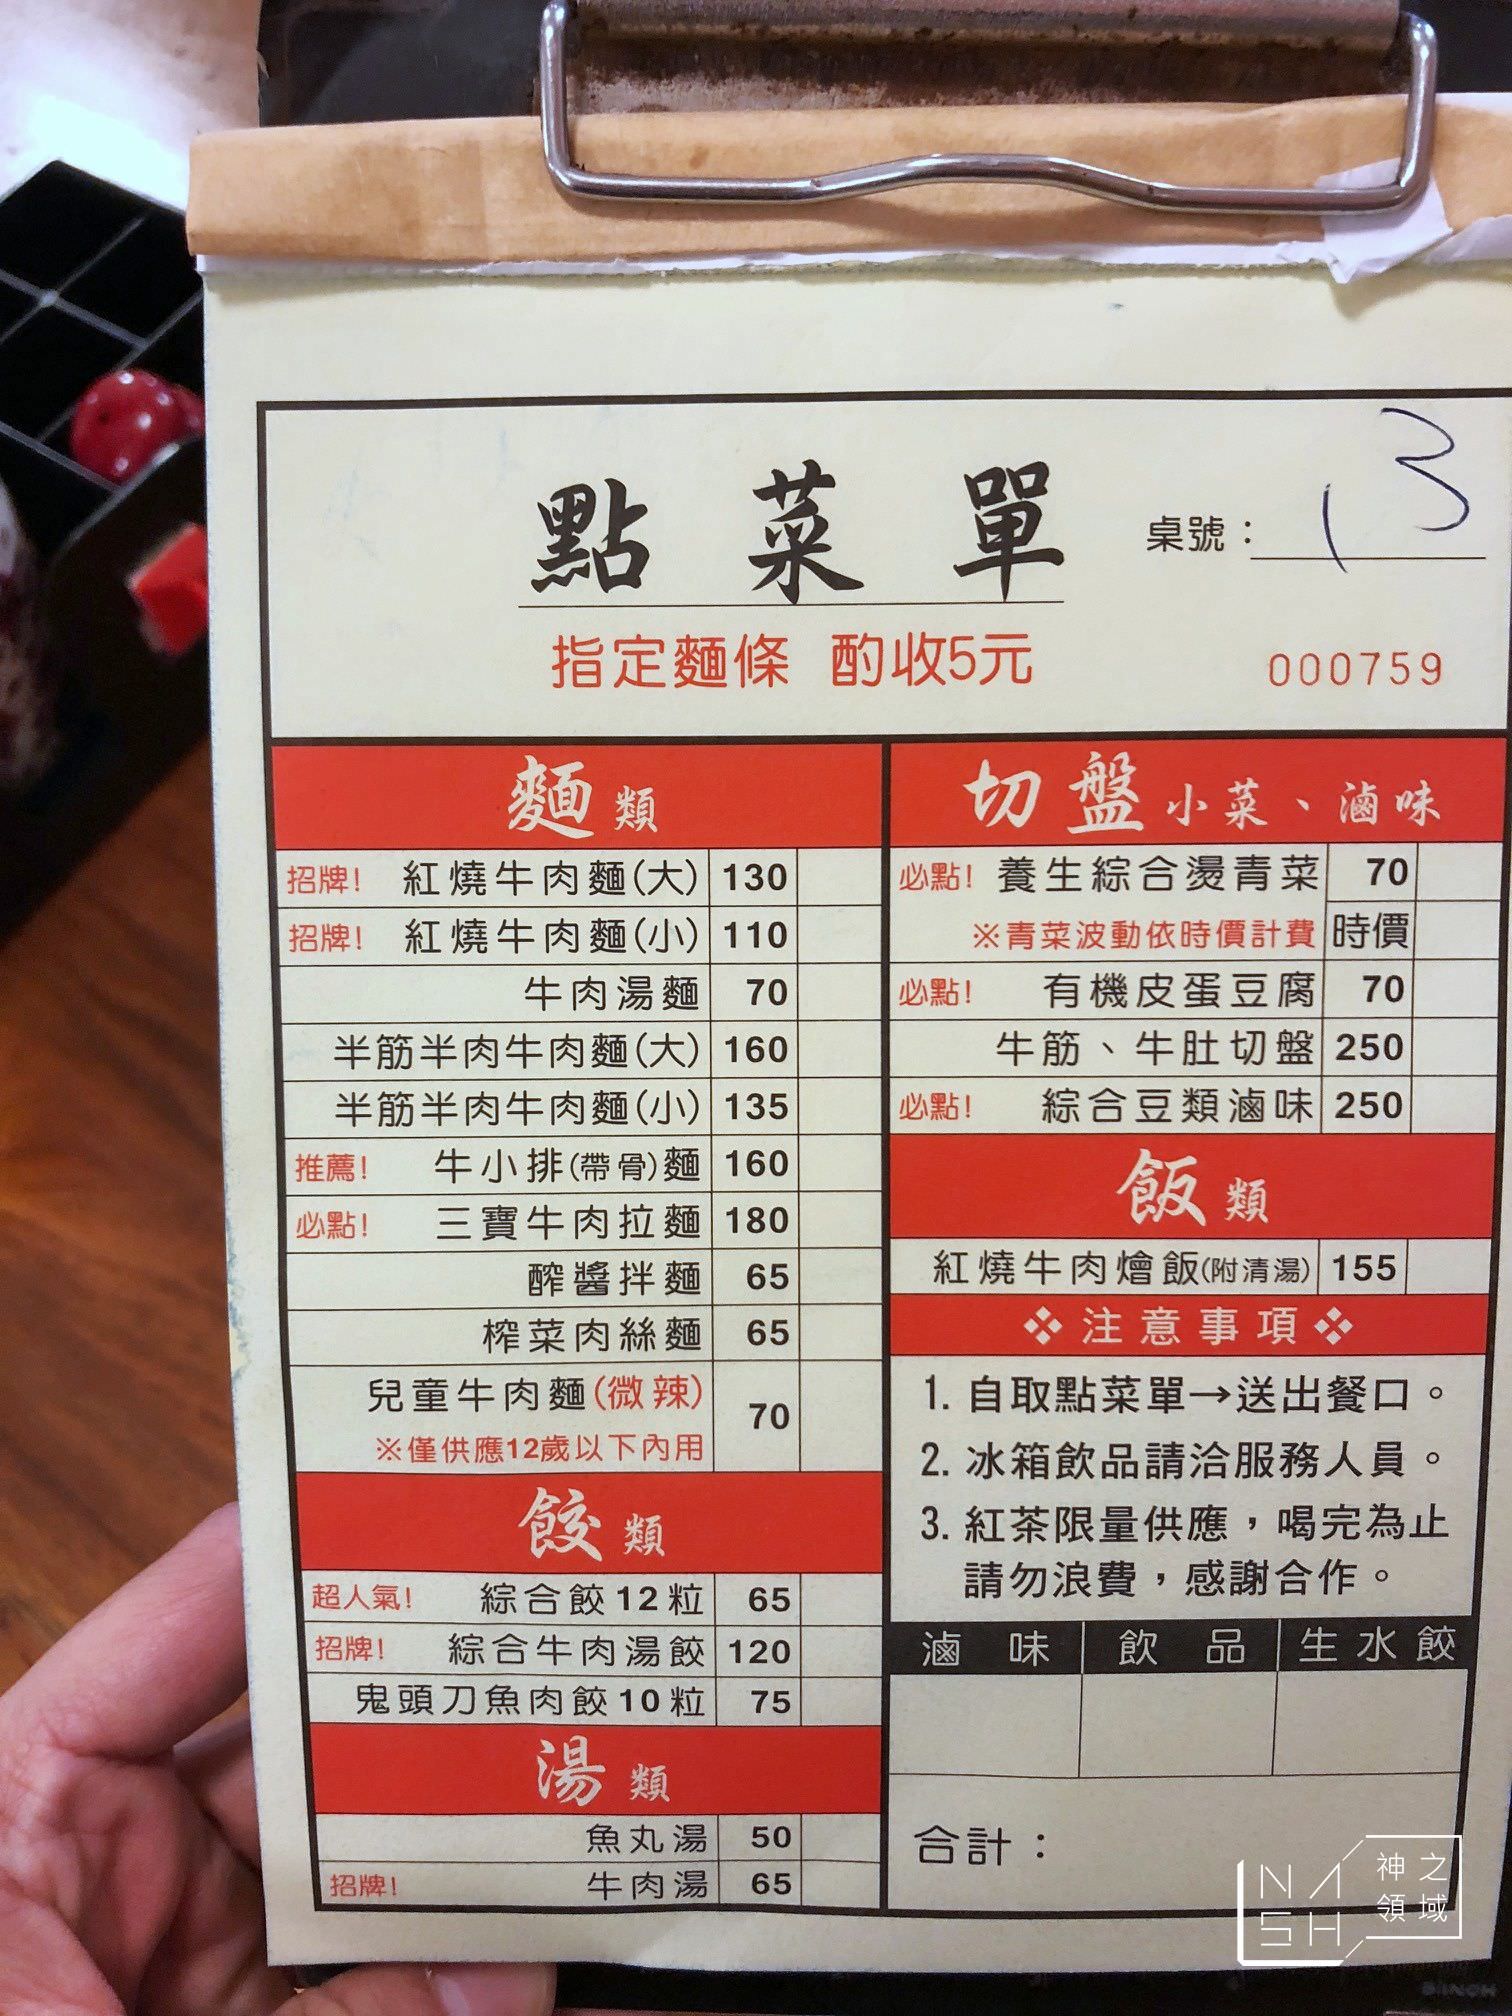 點菜單
桌號：13
指定麵條 酌收5元
000759
麵類
招牌! 紅燒牛肉麵(大) 130
招牌! 紅燒牛肉麵(小) 110
牛肉湯麵 70
半筋半肉牛肉麵(大) 160
半筋半肉牛肉麵(小) 135
推薦! 牛小排(帶骨)麵 160
必點! 三寶牛肉拉麵 180
醡醬拌麵 65
榨菜肉絲麵 65
兒童牛肉麵(微辣) 70
※僅供應12歲以下內用
餃類
超人氣! 綜合餃12粒 65
招牌! 綜合牛肉湯餃 120
鬼頭刀魚肉餃10粒 75
湯類
魚丸湯 50
招牌! 牛肉湯 65
切盤 小菜、滷味
必點! 養生綜合燙青菜 70
※青菜波動依時價計費 時價
必點! 有機皮蛋豆腐 70
牛筋、牛肚切盤 250
必點! 綜合豆類滷味 250
飯類
紅燒牛肉燴飯(附清湯) 155
❖注意事項❖
1. 自取點菜單→送出餐口。
2. 冰箱飲品請洽服務人員。
3. 紅茶限量供應，喝完為止
請勿浪費，感謝合作。
滷味 飲品 生水餃
合計：
NASH
神之
領域